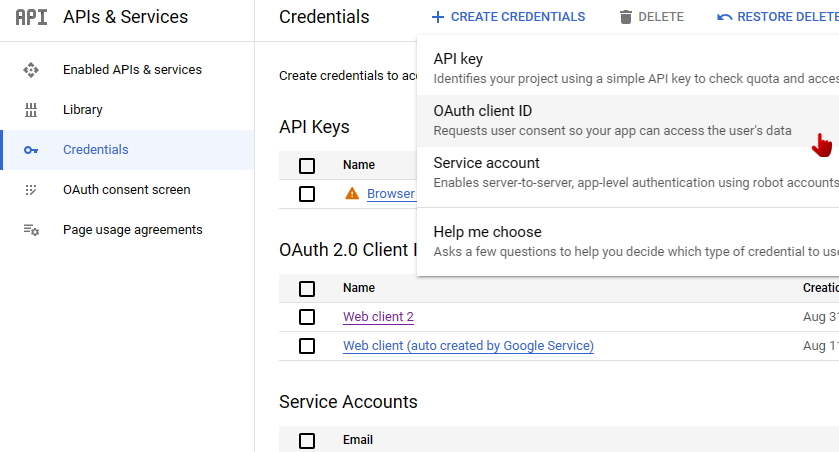 API APIs & Services
Enabled APIs & services
Library
Credentials
OAuth consent screen
Page usage agreements
Credentials
CREATE CREDENTIALS
DELETE
RESTORE DELETE
Create credentials to acc
API key
Identifies your project using a simple API key to check quota and acces
OAuth client ID
Requests user consent so your app can access the user's data
Service account
Enables server-to-server, app-level authentication using robot accounts
Help me choose
Asks a few questions to help you decide which type of credential to use
API Keys
Name
Browser
OAuth 2.0 Client I
Name Creatio
Web client 2 Aug 3
Web client (auto created by Google Service) Aug 1
Service Accounts
Email